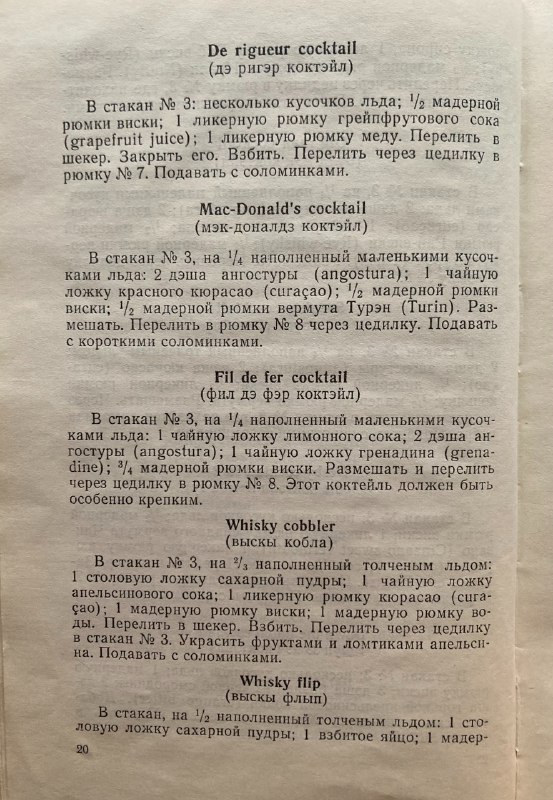 De rigueur cocktail
(дэ ригэр коктэйл)
В стакан № 3: несколько кусочков льда; 1/2 мадерной
рюмки виски; 1 ликерную рюмку грейпфрутового сока
(grapefruit juice); 1 ликерную рюмку меду. Перелить в
шекер. Закрыть его. Взбить. Перелить через цедилку в
рюмку № 7. Подавать с соломинками.
Mac-Donald's cocktail
(мэк-доналдз коктэйл)
В стакан № 3, на 1/4 наполненный маленькими кусоч-
ками льда: 2 дэша ангостуры (angostura); 1 чайную
ложку красного кюрасао (curaçao); 1/2 мадерной рюмки
виски; 1/2 мадерной рюмки вермута Турэн (Turin). Раз-
мешать. Перелить в рюмку № 8 через цедилку. Подавать
с короткими соломинками.
Fil de fer cocktail
(фил дэ фэр коктэйл)
В стакан № 3, на 1/4 наполненный маленькими кусоч-
ками льда: 1 чайную ложку лимонного сока; 2 дэша ан-
гостуры (angostura); 1 чайную ложку гренадина (grena-
dine); 3/4 мадерной рюмки виски. Размешать и перелить
через цедилку в рюмку № 8. Этот коктейль должен быть
особенно крепким.
Whisky cobbler
(выскы кобла)
В стакан № 3, на 2/3 наполненный толченым льдом:
1 столовую ложку сахарной пудры; 1 чайную ложку
апельсинового сока; 1 ликерную рюмку кюрасао (cura-
çao); 1 мадерную рюмку виски; 1 мадерную рюмку во-
ды. Перелить в шекер. Взбить. Перелить через цедилку
в стакан № 3. Украсить фруктами и ломтиками апельси-
на. Подавать с соломинками.
Whisky flip
(выскы флып)
В стакан, на 1/2 наполненный толченым льдом: 1 сто-
ловую ложку сахарной пудры; 1 взбитое яйцо; 1 мадер-
20